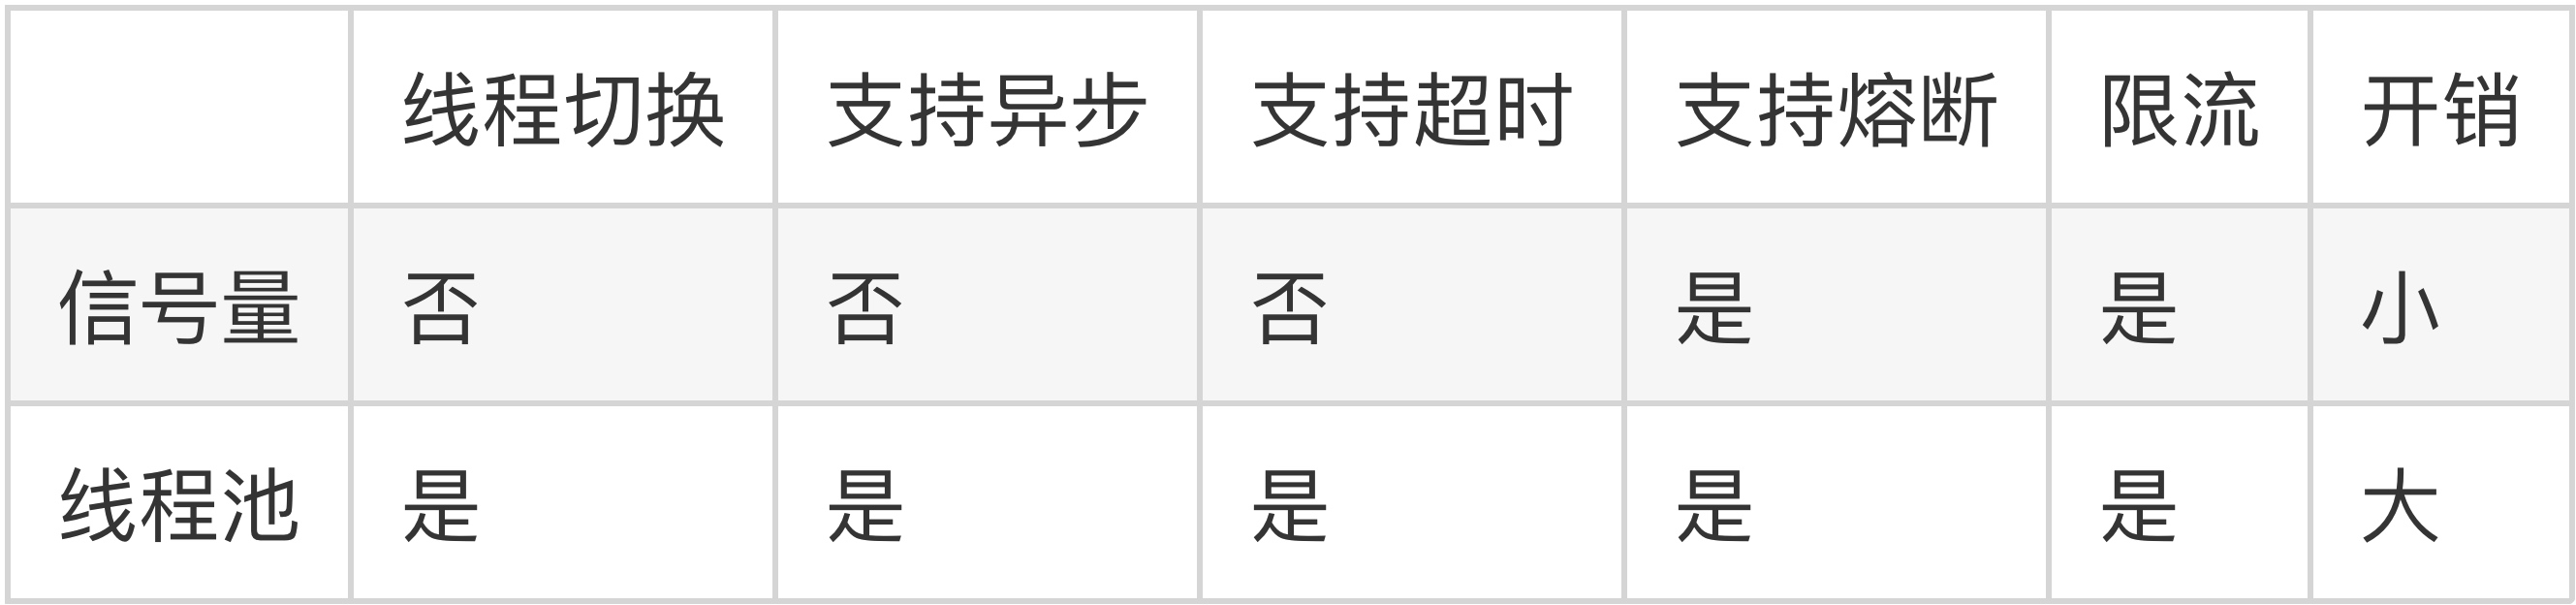 线程切换 支持异步 支持超时 支持熔断 限流 开销
信号量 否 否 否 是 是 小
线程池 是 是 是 是 是 大